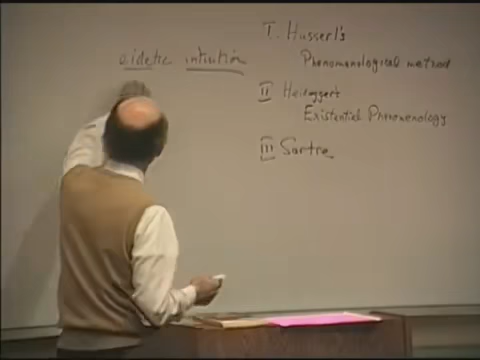 eidetic intuition
I. Husserl's
Phenomenological method
II Heidegger's
Existential Phenomenology
III Sartre